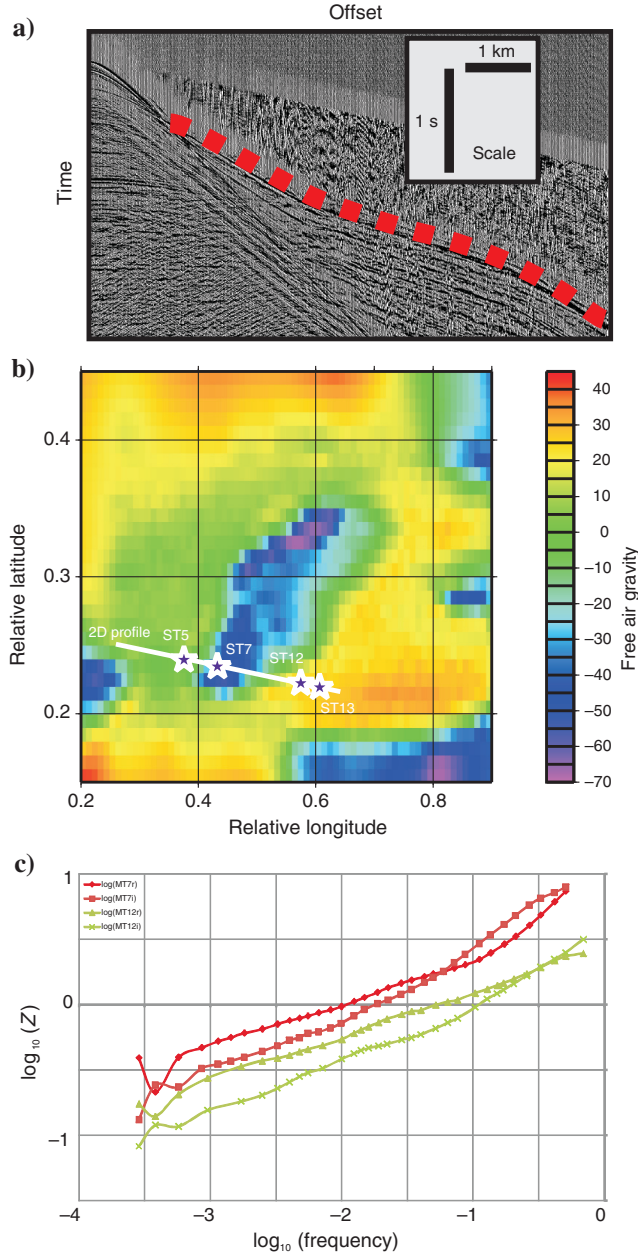 Offset
a)
1 km
1 s
Scale
Time
b)
0.4
0.3
0.2
Relative latitude
2D profile
ST5
ST7
ST12
ST13
0.2
0.4
0.6
0.8
Relative longitude
40
30
20
10
0
−10
−20
−30
−40
−50
−60
−70
Free air gravity
c)
1
0
−1
log10 (Z)
log(MT7r)
log(MT7i)
log(MT12r)
log(MT12i)
−4
−3
−2
−1
0
log10 (frequency)